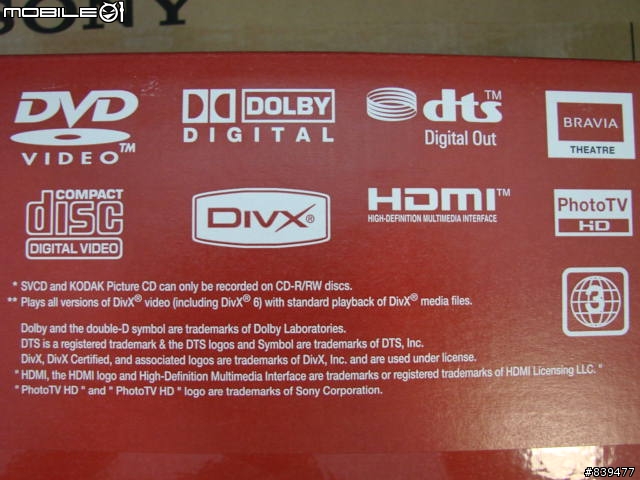 MOBILE01
SONY
DVD VIDEO™
DOLBY DIGITAL
dts™ Digital Out
BRAVIA THEATRE
COMPACT disc DIGITAL VIDEO
DIVX®
HDMI™ HIGH-DEFINITION MULTIMEDIA INTERFACE
PhotoTV HD
3
* SVCD and KODAK Picture CD can only be recorded on CD-R/RW discs.
** Plays all versions of DivX® video (including DivX® 6) with standard playback of DivX® media files.
Dolby and the double-D symbol are trademarks of Dolby Laboratories.
DTS is a registered trademark & the DTS logos and Symbol are trademarks of DTS, Inc.
DivX, DivX Certified, and associated logos are trademarks of DivX, Inc. and are used under license.
" HDMI, the HDMI logo and High-Definition Multimedia Interface are trademarks or registered trademarks of HDMI Licensing LLC. "
" PhotoTV HD " and " PhotoTV HD " logo are trademarks of Sony Corporation.
#839477